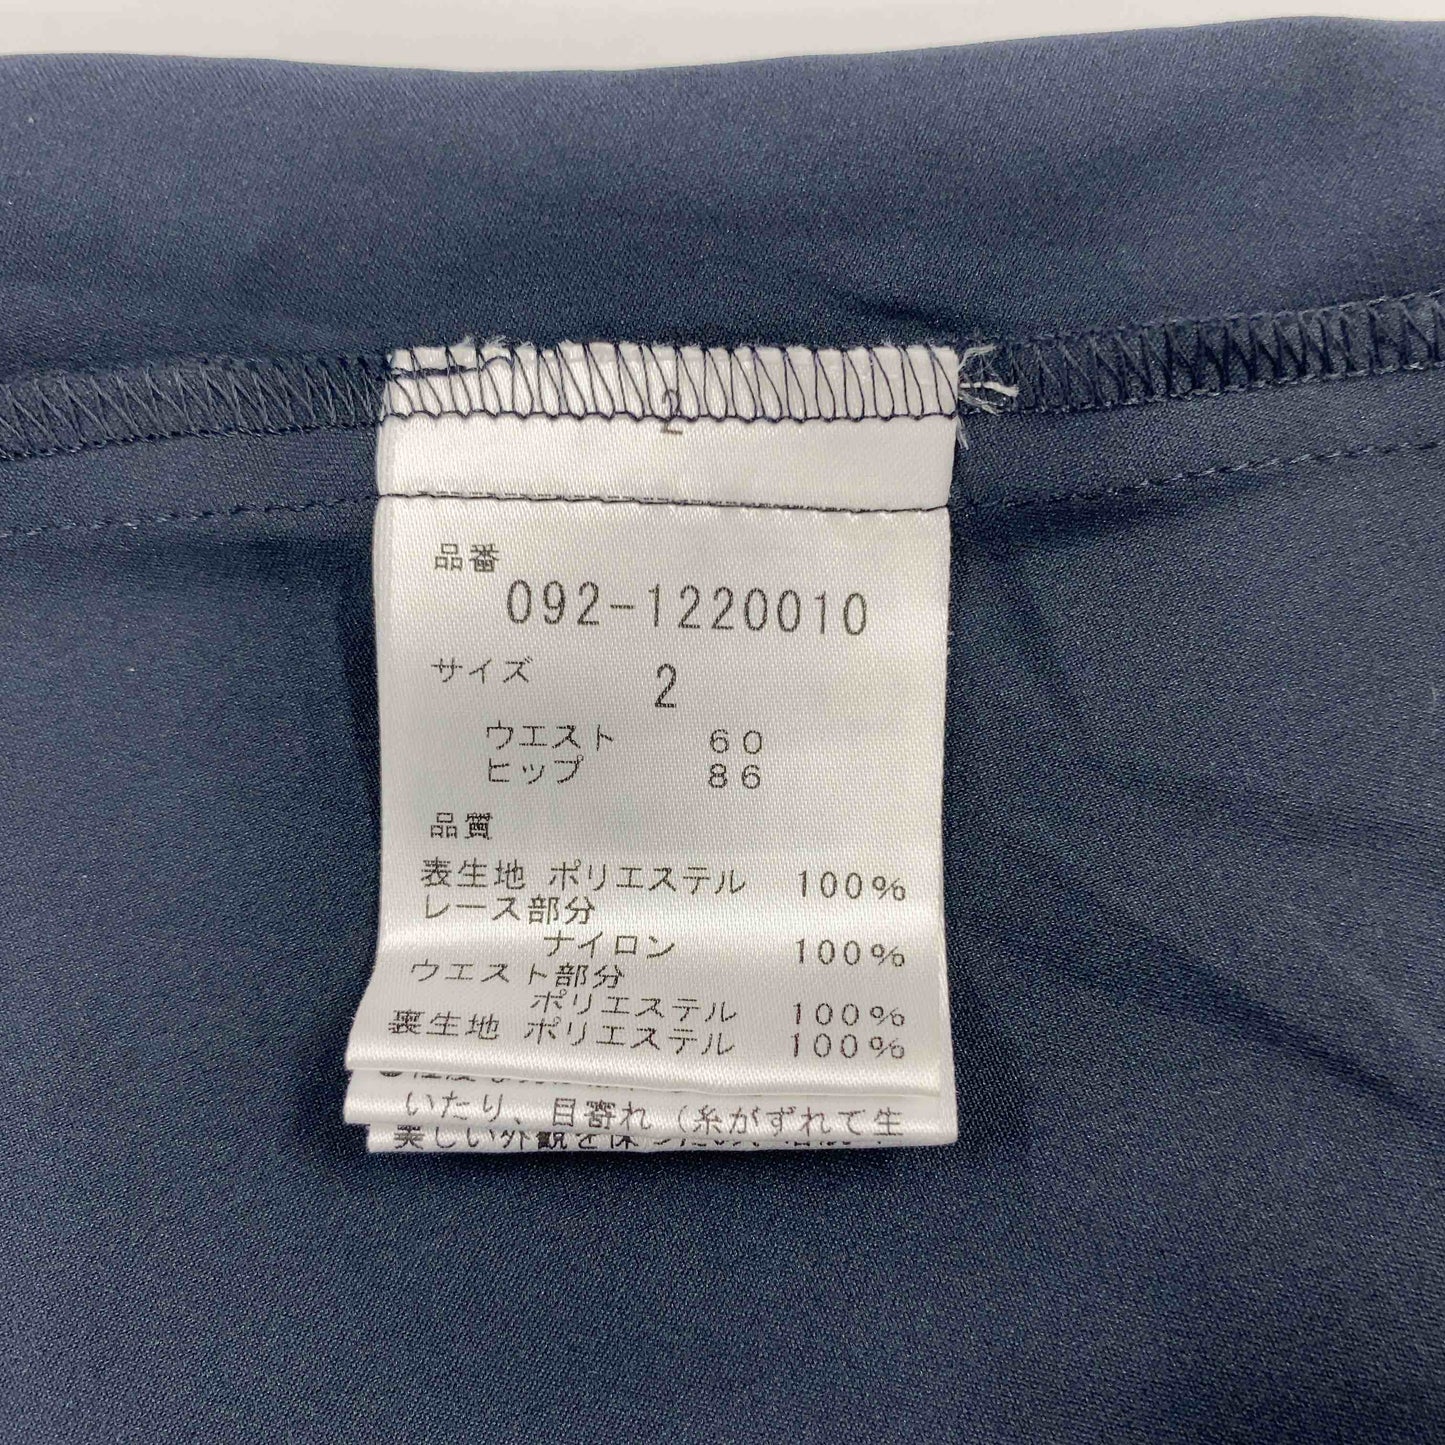 2
品番
092-1220010
サイズ 2
ウエスト 60
ヒップ 86
品質
表生地 ポリエステル 100%
レース部分
ナイロン 100%
ウエスト部分
ポリエステル 100%
裏生地 ポリエステル 100%
いたり、目寄れ(糸がずれて生
美しい外観を保